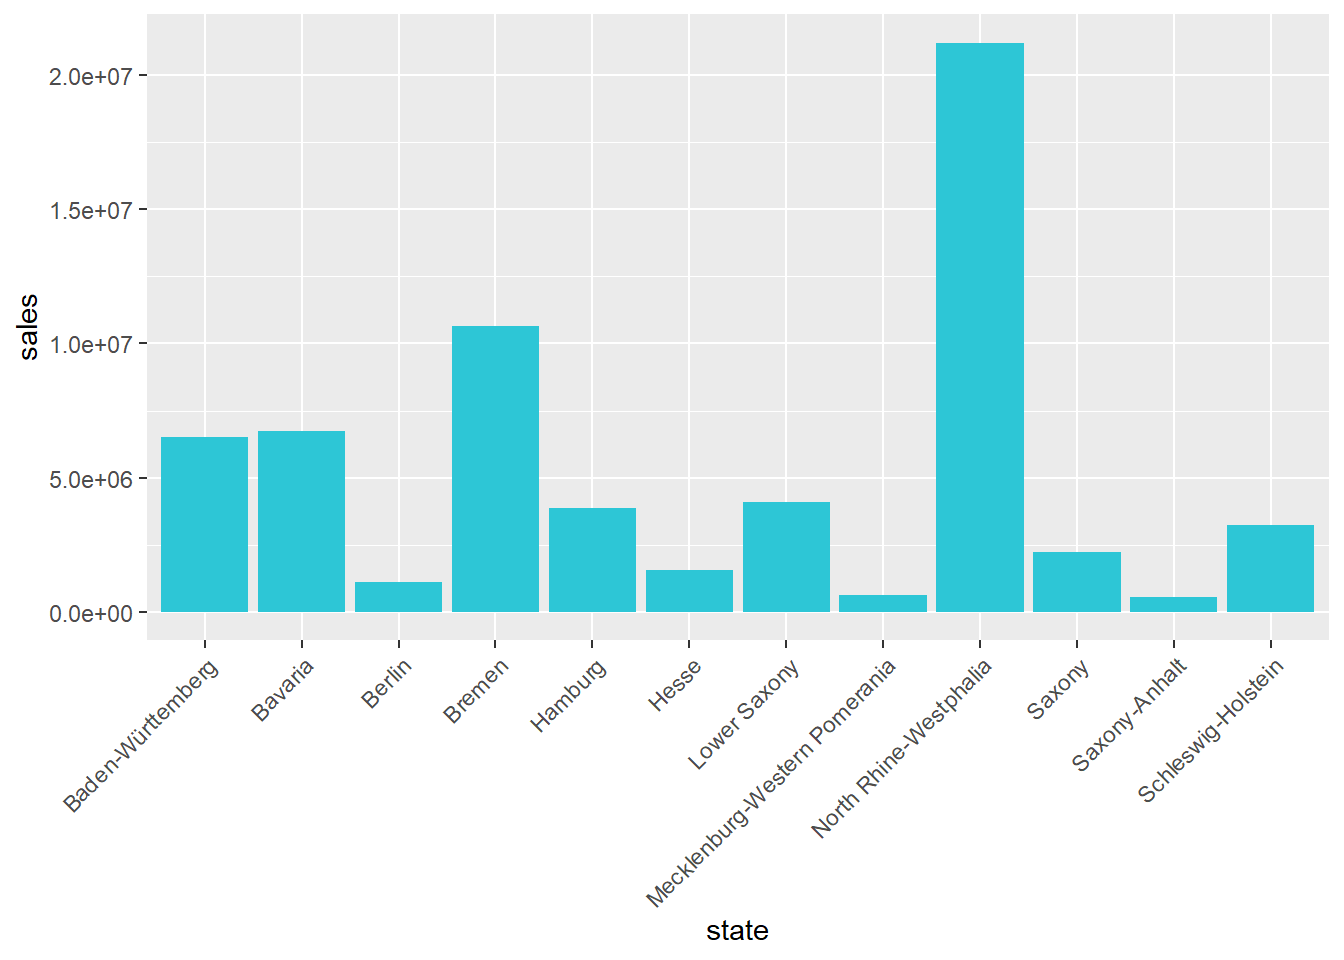 2.0e+07
1.5e+07
1.0e+07
5.0e+06
0.0e+00
sales
Baden-Württemberg
Bavaria
Berlin
Bremen
Hamburg
Hesse
Lower Saxony
Mecklenburg-Western Pomerania
North Rhine-Westphalia
Saxony
Saxony-Anhalt
Schleswig-Holstein
state